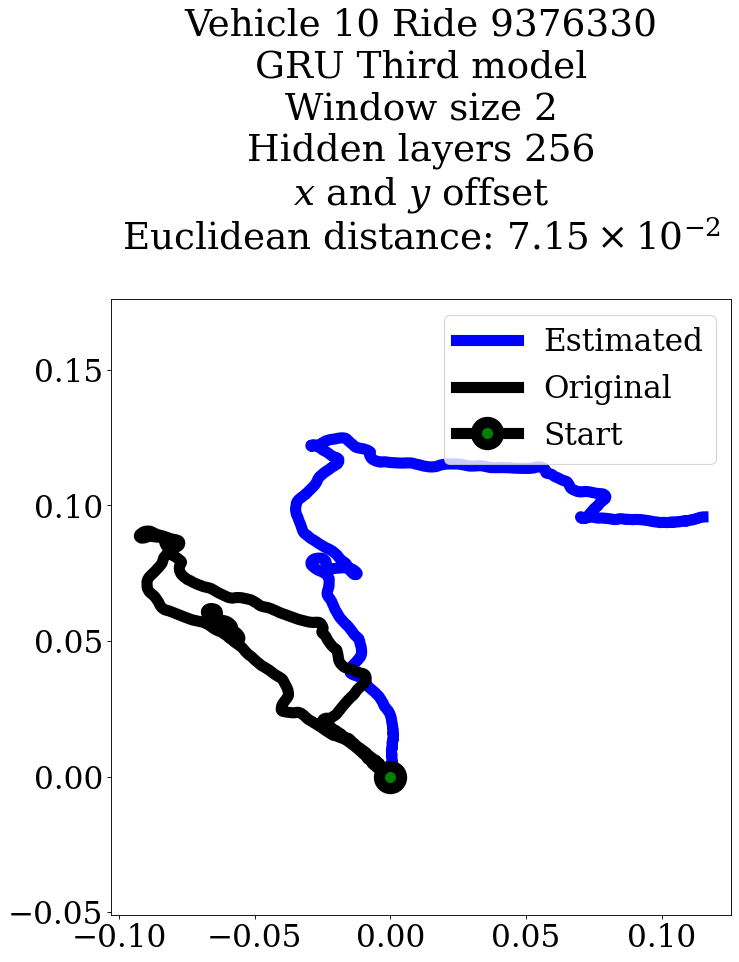 Vehicle 10 Ride 9376330
GRU Third model
Window size 2
Hidden layers 256
x and y offset
Euclidean distance: 7.15 × 10⁻²
Estimated
Original
Start
0.15
0.10
0.05
0.00
−0.05
−0.10 −0.05 0.00 0.05 0.10